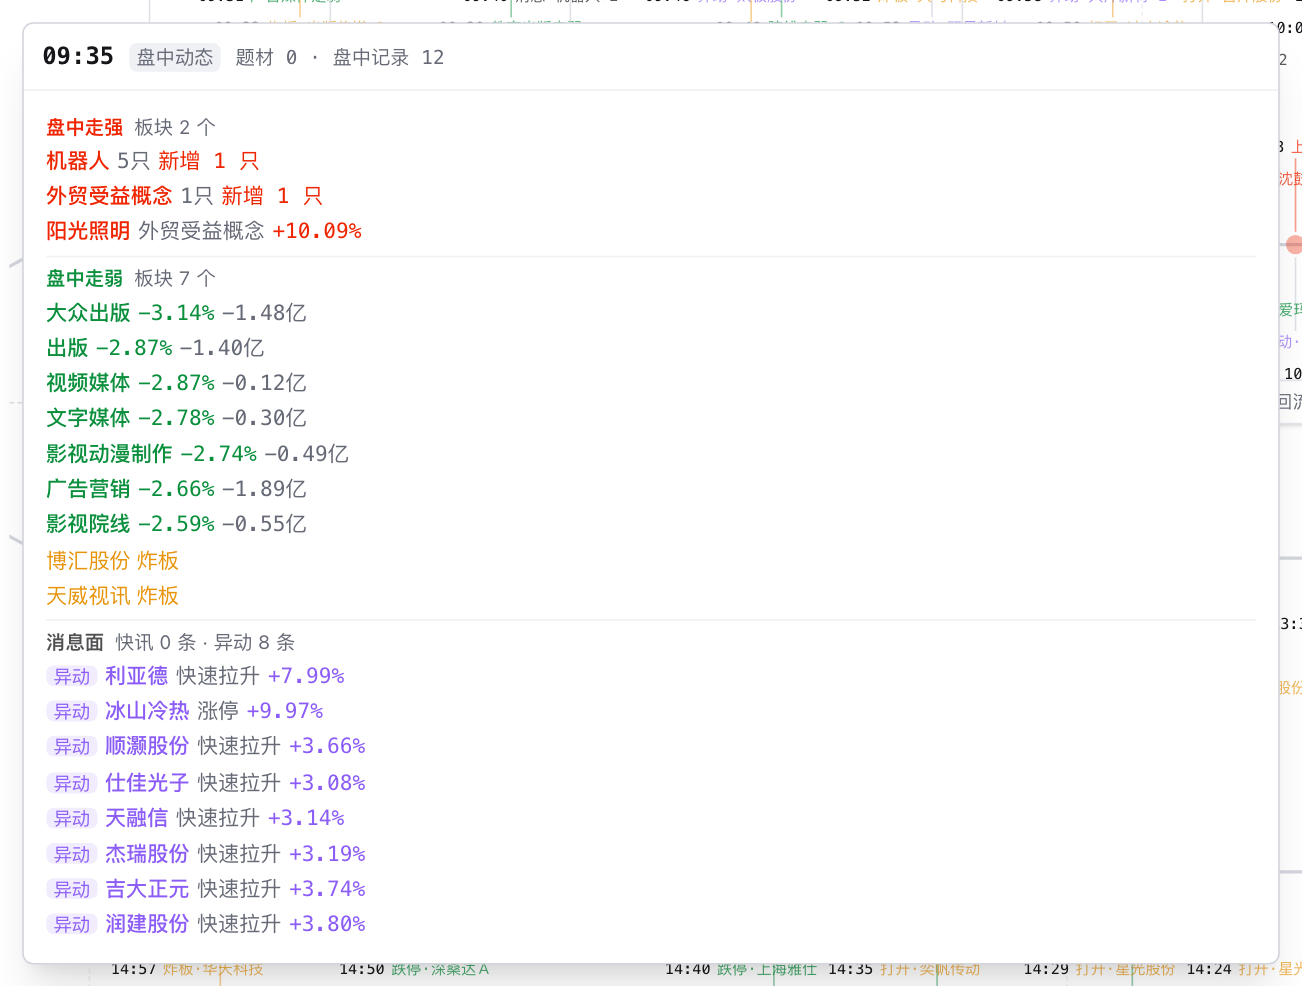 09:35 盘中动态 题材 0 · 盘中记录 12
盘中走强 板块 2 个
机器人 5只 新增 1 只
外贸受益概念 1只 新增 1 只
阳光照明 外贸受益概念 +10.09%
盘中走弱 板块 7 个
大众出版 -3.14% -1.48亿
出版 -2.87% -1.40亿
视频媒体 -2.87% -0.12亿
文字媒体 -2.78% -0.30亿
影视动漫制作 -2.74% -0.49亿
广告营销 -2.66% -1.89亿
影视院线 -2.59% -0.55亿
博汇股份 炸板
天威视讯 炸板
消息面 快讯 0 条 · 异动 8 条
异动 利亚德 快速拉升 +7.99%
异动 冰山冷热 涨停 +9.97%
异动 顺灏股份 快速拉升 +3.66%
异动 仕佳光子 快速拉升 +3.08%
异动 天融信 快速拉升 +3.14%
异动 杰瑞股份 快速拉升 +3.19%
异动 吉大正元 快速拉升 +3.74%
异动 润建股份 快速拉升 +3.80%
14:57 炸板·华大科技 14:50 跌停·深桑达A 14:40 跌停·上海雅仕 14:35 打开·奕帆传动 14:29 打开·星光股份 14:24 打开·星光